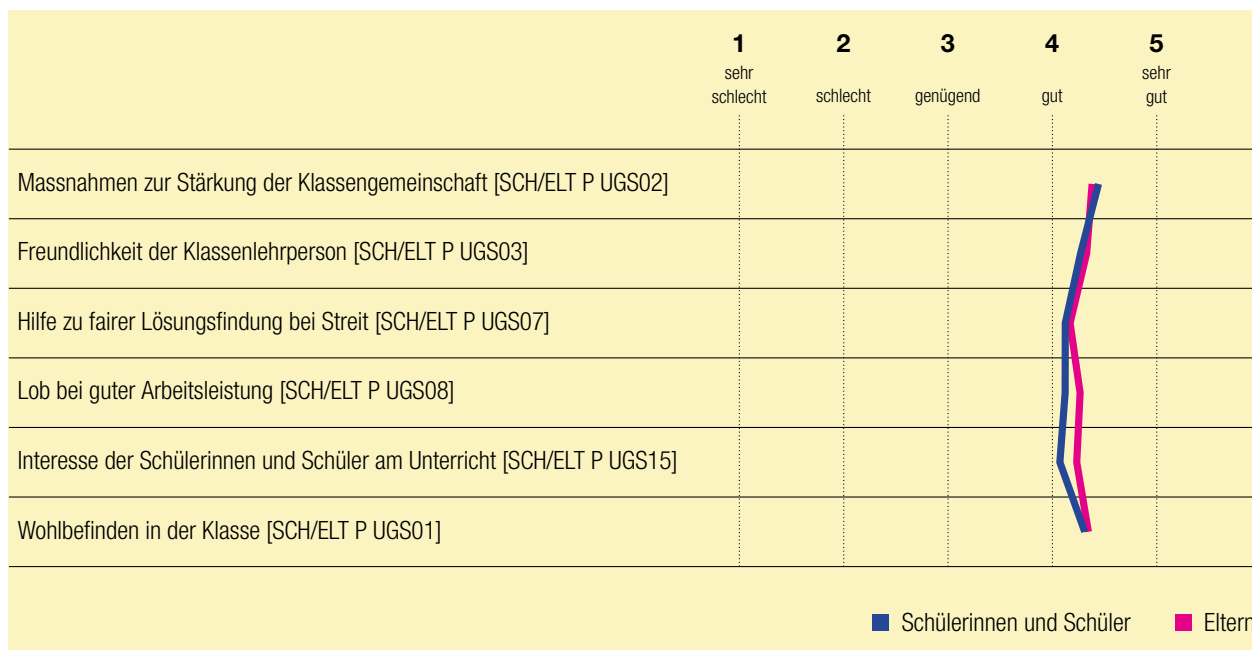 1 2 3 4 5
sehr sehr
schlecht schlecht genügend gut gut
Massnahmen zur Stärkung der Klassengemeinschaft [SCH/ELT P UGS02]
Freundlichkeit der Klassenlehrperson [SCH/ELT P UGS03]
Hilfe zu fairer Lösungsfindung bei Streit [SCH/ELT P UGS07]
Lob bei guter Arbeitsleistung [SCH/ELT P UGS08]
Interesse der Schülerinnen und Schüler am Unterricht [SCH/ELT P UGS15]
Wohlbefinden in der Klasse [SCH/ELT P UGS01]
Schülerinnen und Schüler Eltern